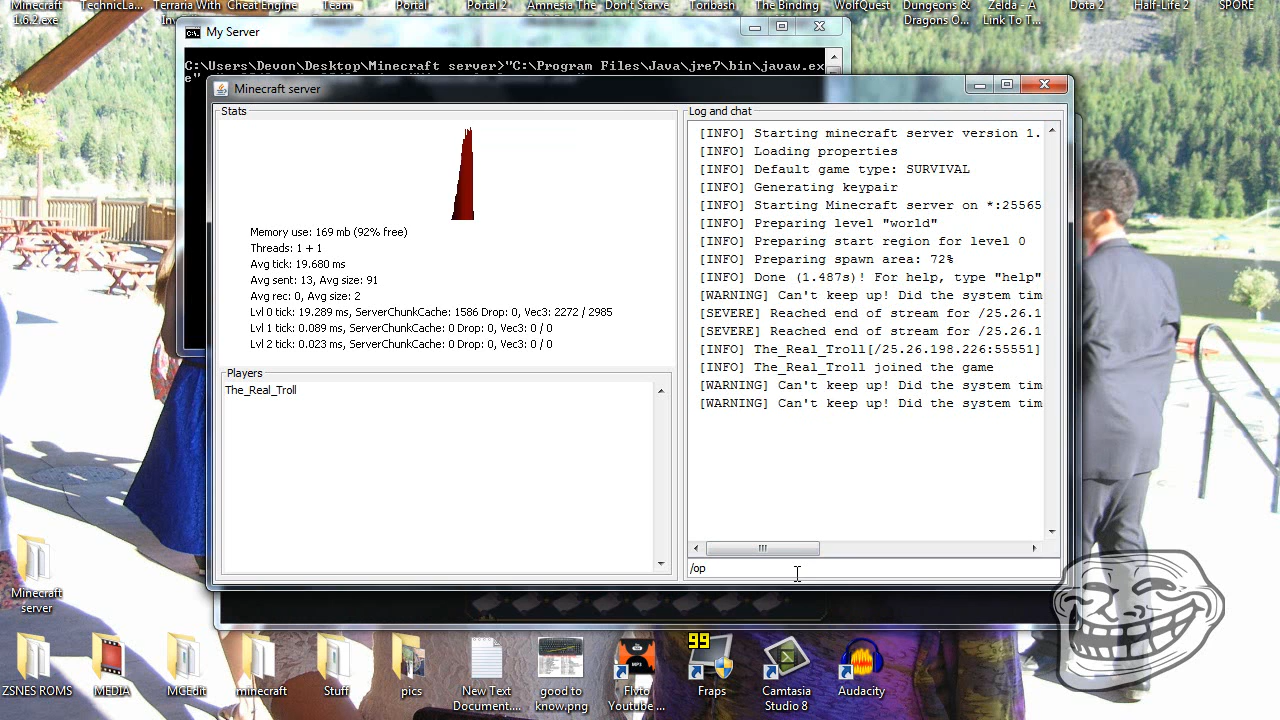 Minecraft
1.6.2.exe
TechnicLa...
Terraria With
In
Cheat Engine
Team
Portal
Portal 2
Amnesia The
Don't Starve
Toribash
The Binding
WolfQuest
Dungeons &
Dragons O...
Zelda - A
Link To T...
Dota 2
Half-Life 2
SPORE
My Server
C:\Users\Devon\Desktop\Minecraft server>"C:\Program Files\Java\jre7\bin\javaw.ex
Minecraft server
Stats
Memory use: 169 mb (92% free)
Threads: 1 + 1
Avg tick: 19.680 ms
Avg sent: 13, Avg size: 91
Avg rec: 0, Avg size: 2
Lvl 0 tick: 19.289 ms, ServerChunkCache: 1586 Drop: 0, Vec3: 2272 / 2985
Lvl 1 tick: 0.089 ms, ServerChunkCache: 0 Drop: 0, Vec3: 0 / 0
Lvl 2 tick: 0.023 ms, ServerChunkCache: 0 Drop: 0, Vec3: 0 / 0
Players
The_Real_Troll
Log and chat
[INFO] Starting minecraft server version 1.
[INFO] Loading properties
[INFO] Default game type: SURVIVAL
[INFO] Generating keypair
[INFO] Starting Minecraft server on *:25565
[INFO] Preparing level "world"
[INFO] Preparing start region for level 0
[INFO] Preparing spawn area: 72%
[INFO] Done (1.487s)! For help, type "help"
[WARNING] Can't keep up! Did the system tim
[SEVERE] Reached end of stream for /25.26.1
[SEVERE] Reached end of stream for /25.26.1
[INFO] The_Real_Troll[/25.26.198.226:55551]
[INFO] The_Real_Troll joined the game
[WARNING] Can't keep up! Did the system tim
[WARNING] Can't keep up! Did the system tim
/op
Minecraft
server
99
ZSNES ROMS
MEDIA
MCEdit
minecraft
Stuff
pics
New Text
Document....
good to
know.png
MP3
Flvto
Youtube ...
Fraps
Camtasia
Studio 8
Audacity